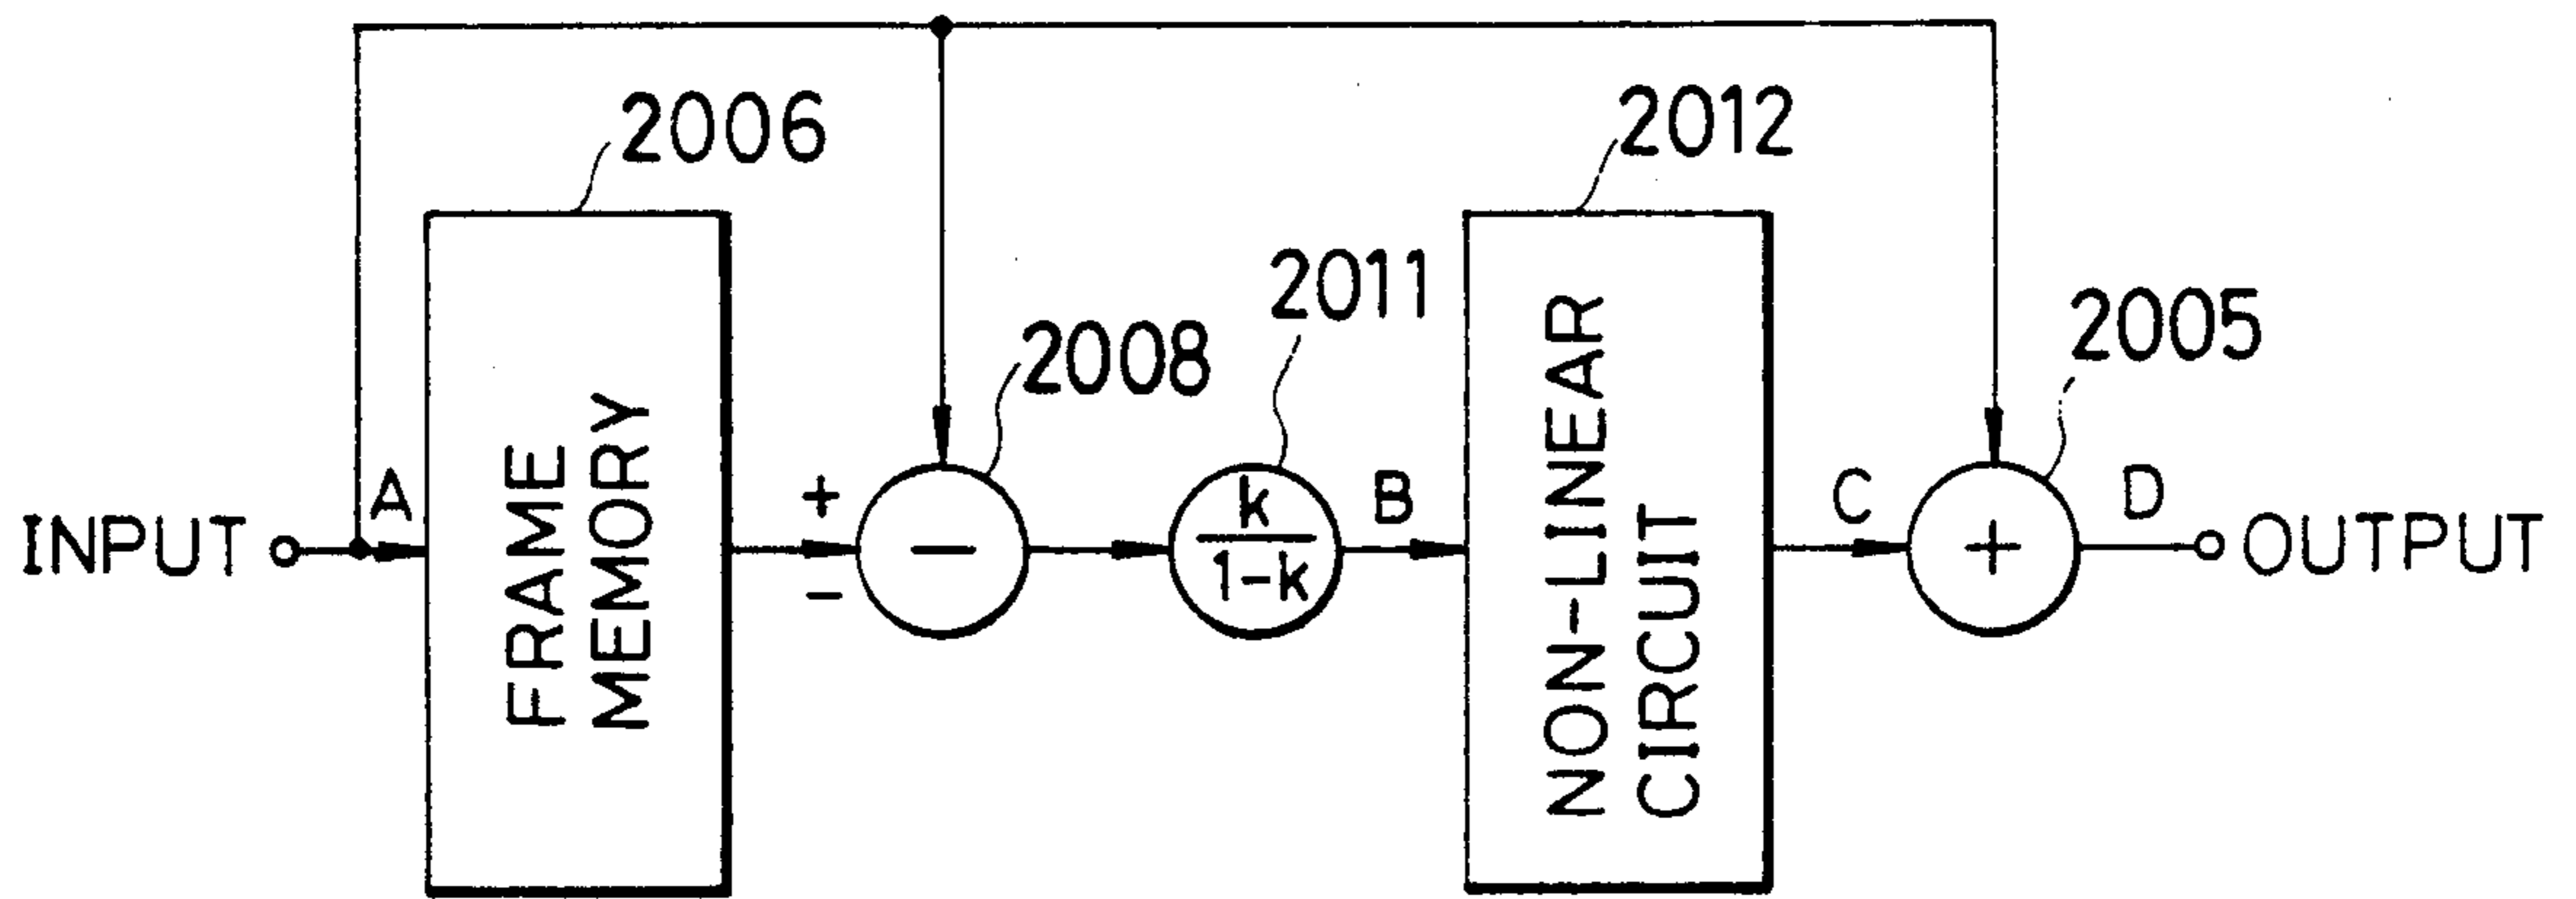 2006
2012
2011
2008
2005
INPUT
A
FRAME
MEMORY
+
−
−
k
1-k
B
NON-LINEAR
CIRCUIT
C
+
D
OUTPUT